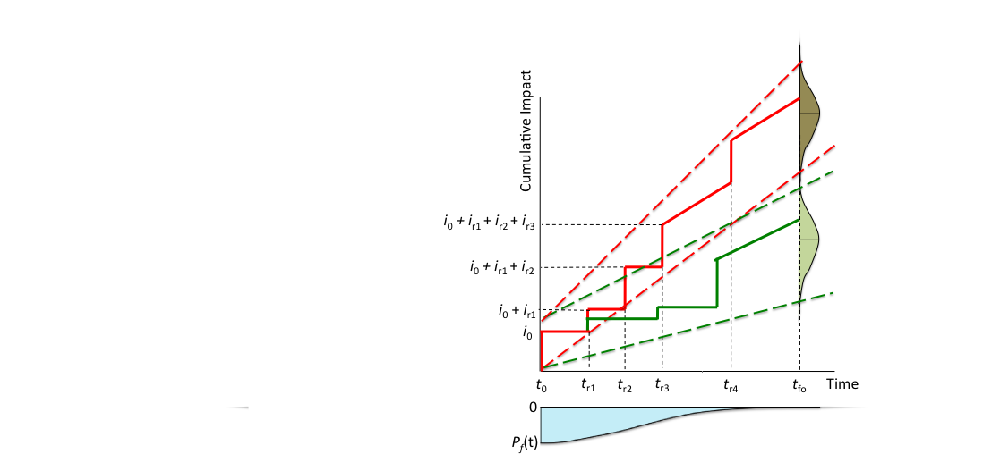 Cumulative Impact
i0 + ir1 + ir2 + ir3
i0 + ir1 + ir2
i0 + ir1
i0
t0 tr1 tr2 tr3 tr4 tfo Time
0
Pf(t)